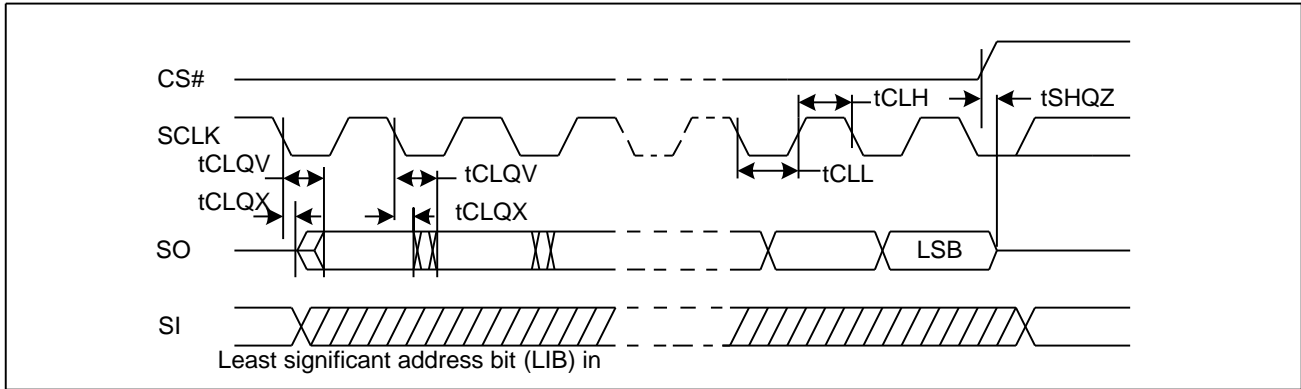 CS#
tCLH
tSHQZ
SCLK
tCLQV
tCLQV
tCLL
tCLQX
tCLQX
SO
LSB
SI
Least significant address bit (LIB) in